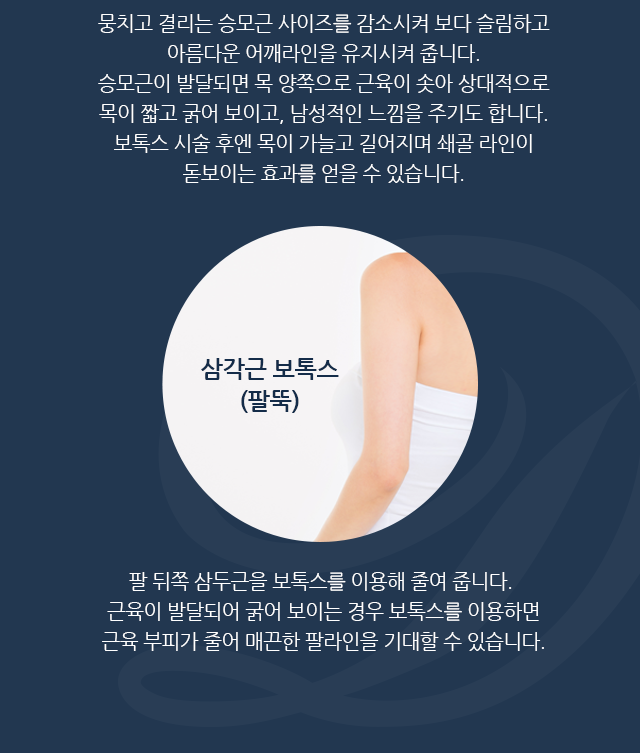 뭉치고 결리는 승모근 사이즈를 감소시켜 보다 슬림하고
아름다운 어깨라인을 유지시켜 줍니다.
승모근이 발달되면 목 양쪽으로 근육이 솟아 상대적으로
목이 짧고 굵어 보이고, 남성적인 느낌을 주기도 합니다.
보톡스 시술 후엔 목이 가늘고 길어지며 쇄골 라인이
돋보이는 효과를 얻을 수 있습니다.
삼각근 보톡스
(팔뚝)
팔 뒤쪽 삼두근을 보톡스를 이용해 줄여 줍니다.
근육이 발달되어 굵어 보이는 경우 보톡스를 이용하면
근육 부피가 줄어 매끈한 팔라인을 기대할 수 있습니다.